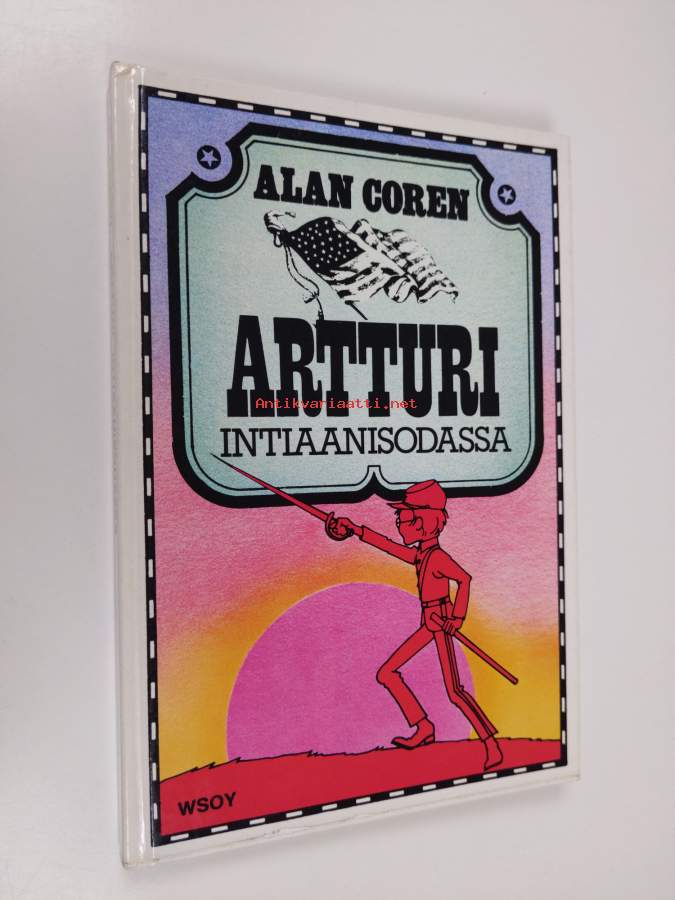 ALAN COREN
ARTTURI
Antikvariaatti.net
INTIAANISODASSA
WSOY